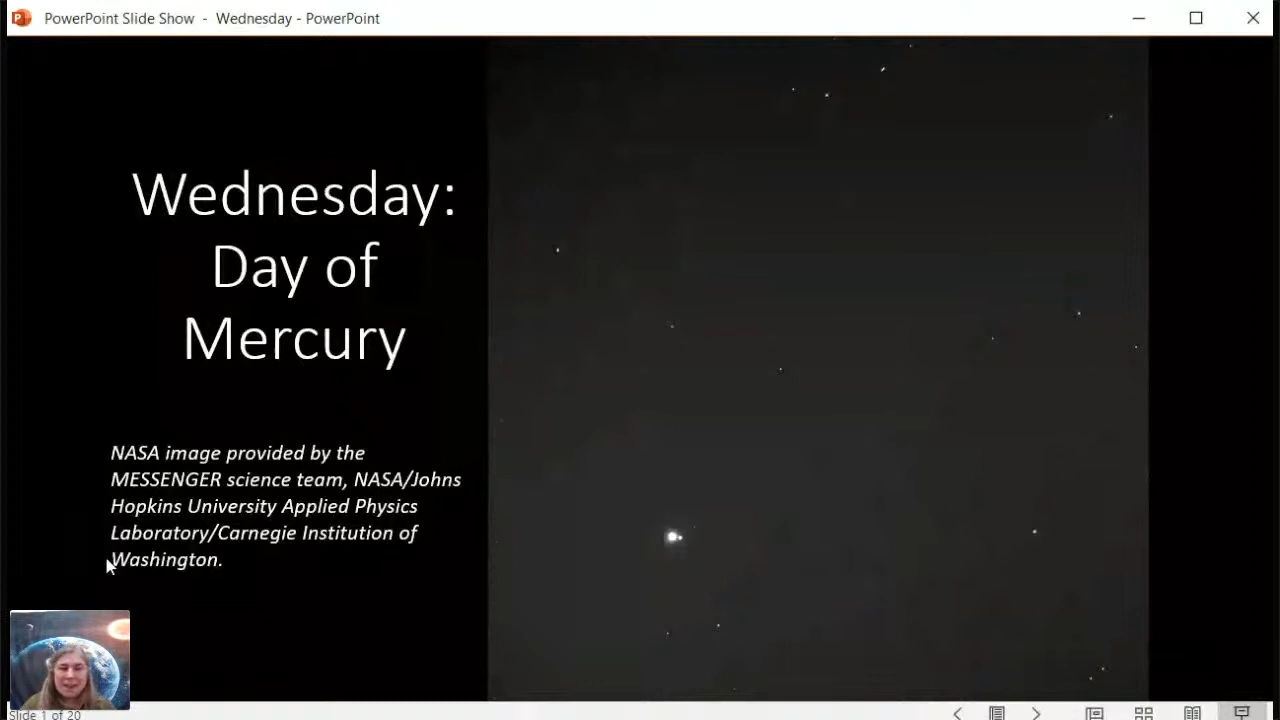 PowerPoint Slide Show - Wednesday - PowerPoint
Wednesday:
Day of
Mercury
NASA image provided by the
MESSENGER science team, NASA/Johns
Hopkins University Applied Physics
Laboratory/Carnegie Institution of
Washington.
Slide 1 of 20